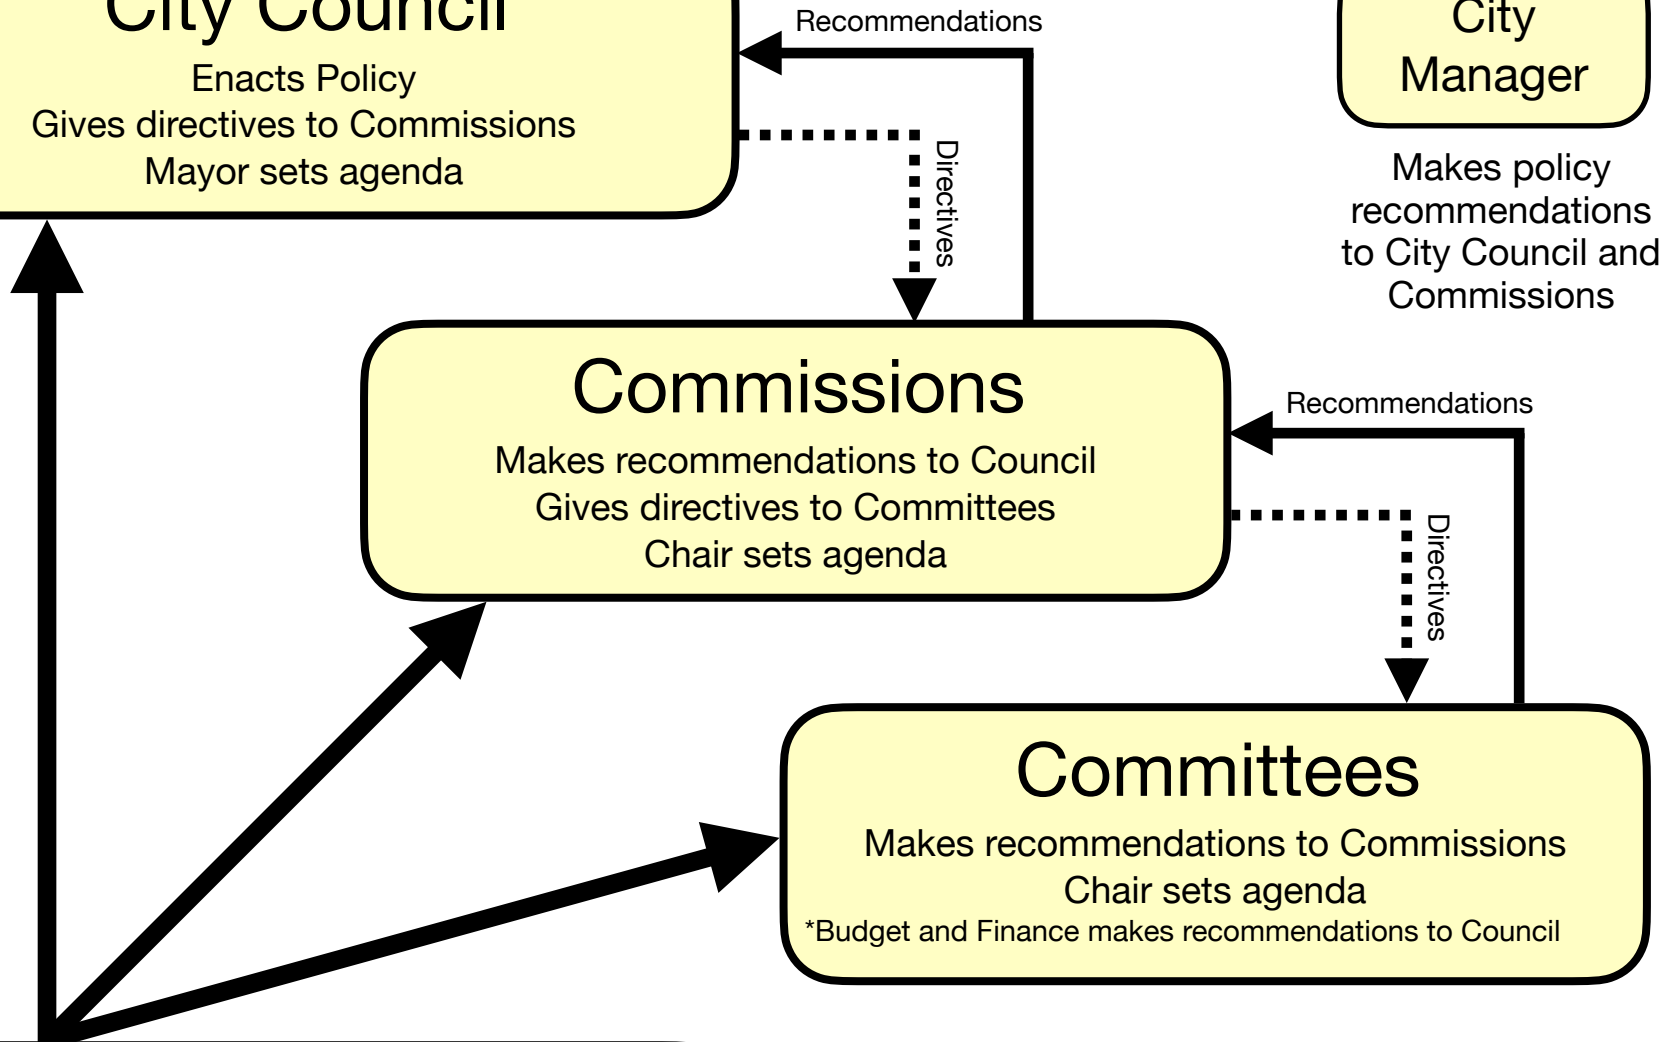 City Council
Enacts Policy
Gives directives to Commissions
Mayor sets agenda
Recommendations
Directives
City
Manager
Makes policy
recommendations
to City Council and
Commissions
Commissions
Makes recommendations to Council
Gives directives to Committees
Chair sets agenda
Recommendations
Directives
Committees
Makes recommendations to Commissions
Chair sets agenda
*Budget and Finance makes recommendations to Council